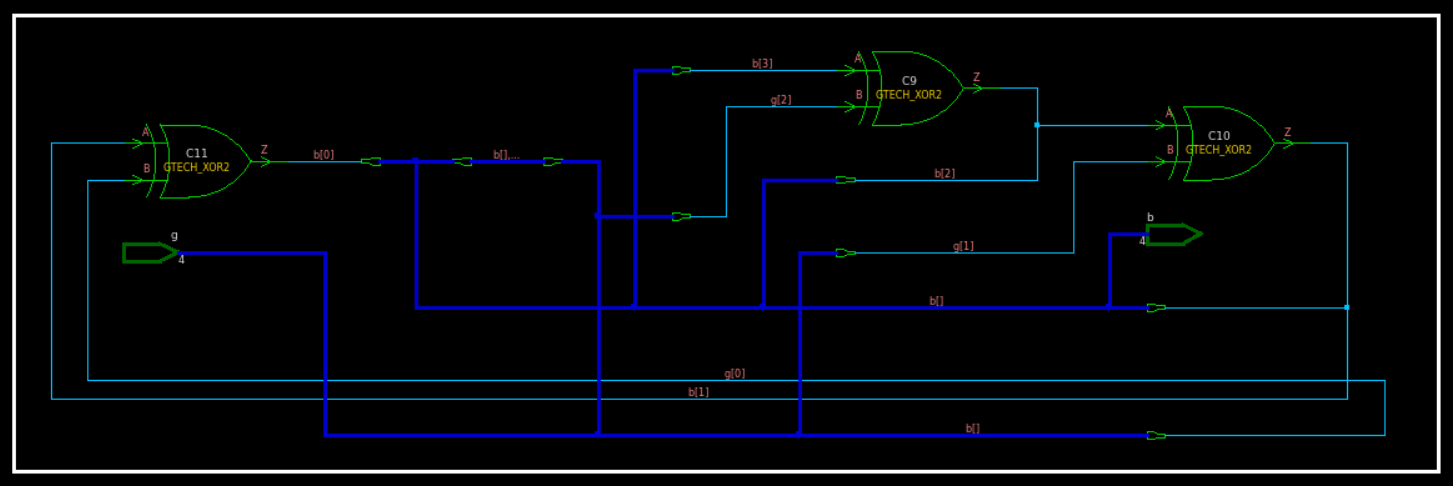 b[3]
A
C9
Z
GTECH_XOR2
B
g[2]
A
C10
Z
GTECH_XOR2
B
A
C11
Z
GTECH_XOR2
B
b[0]
b[],...
b[2]
g
4
b
4
g[1]
b[]
g[0]
b[1]
b[]